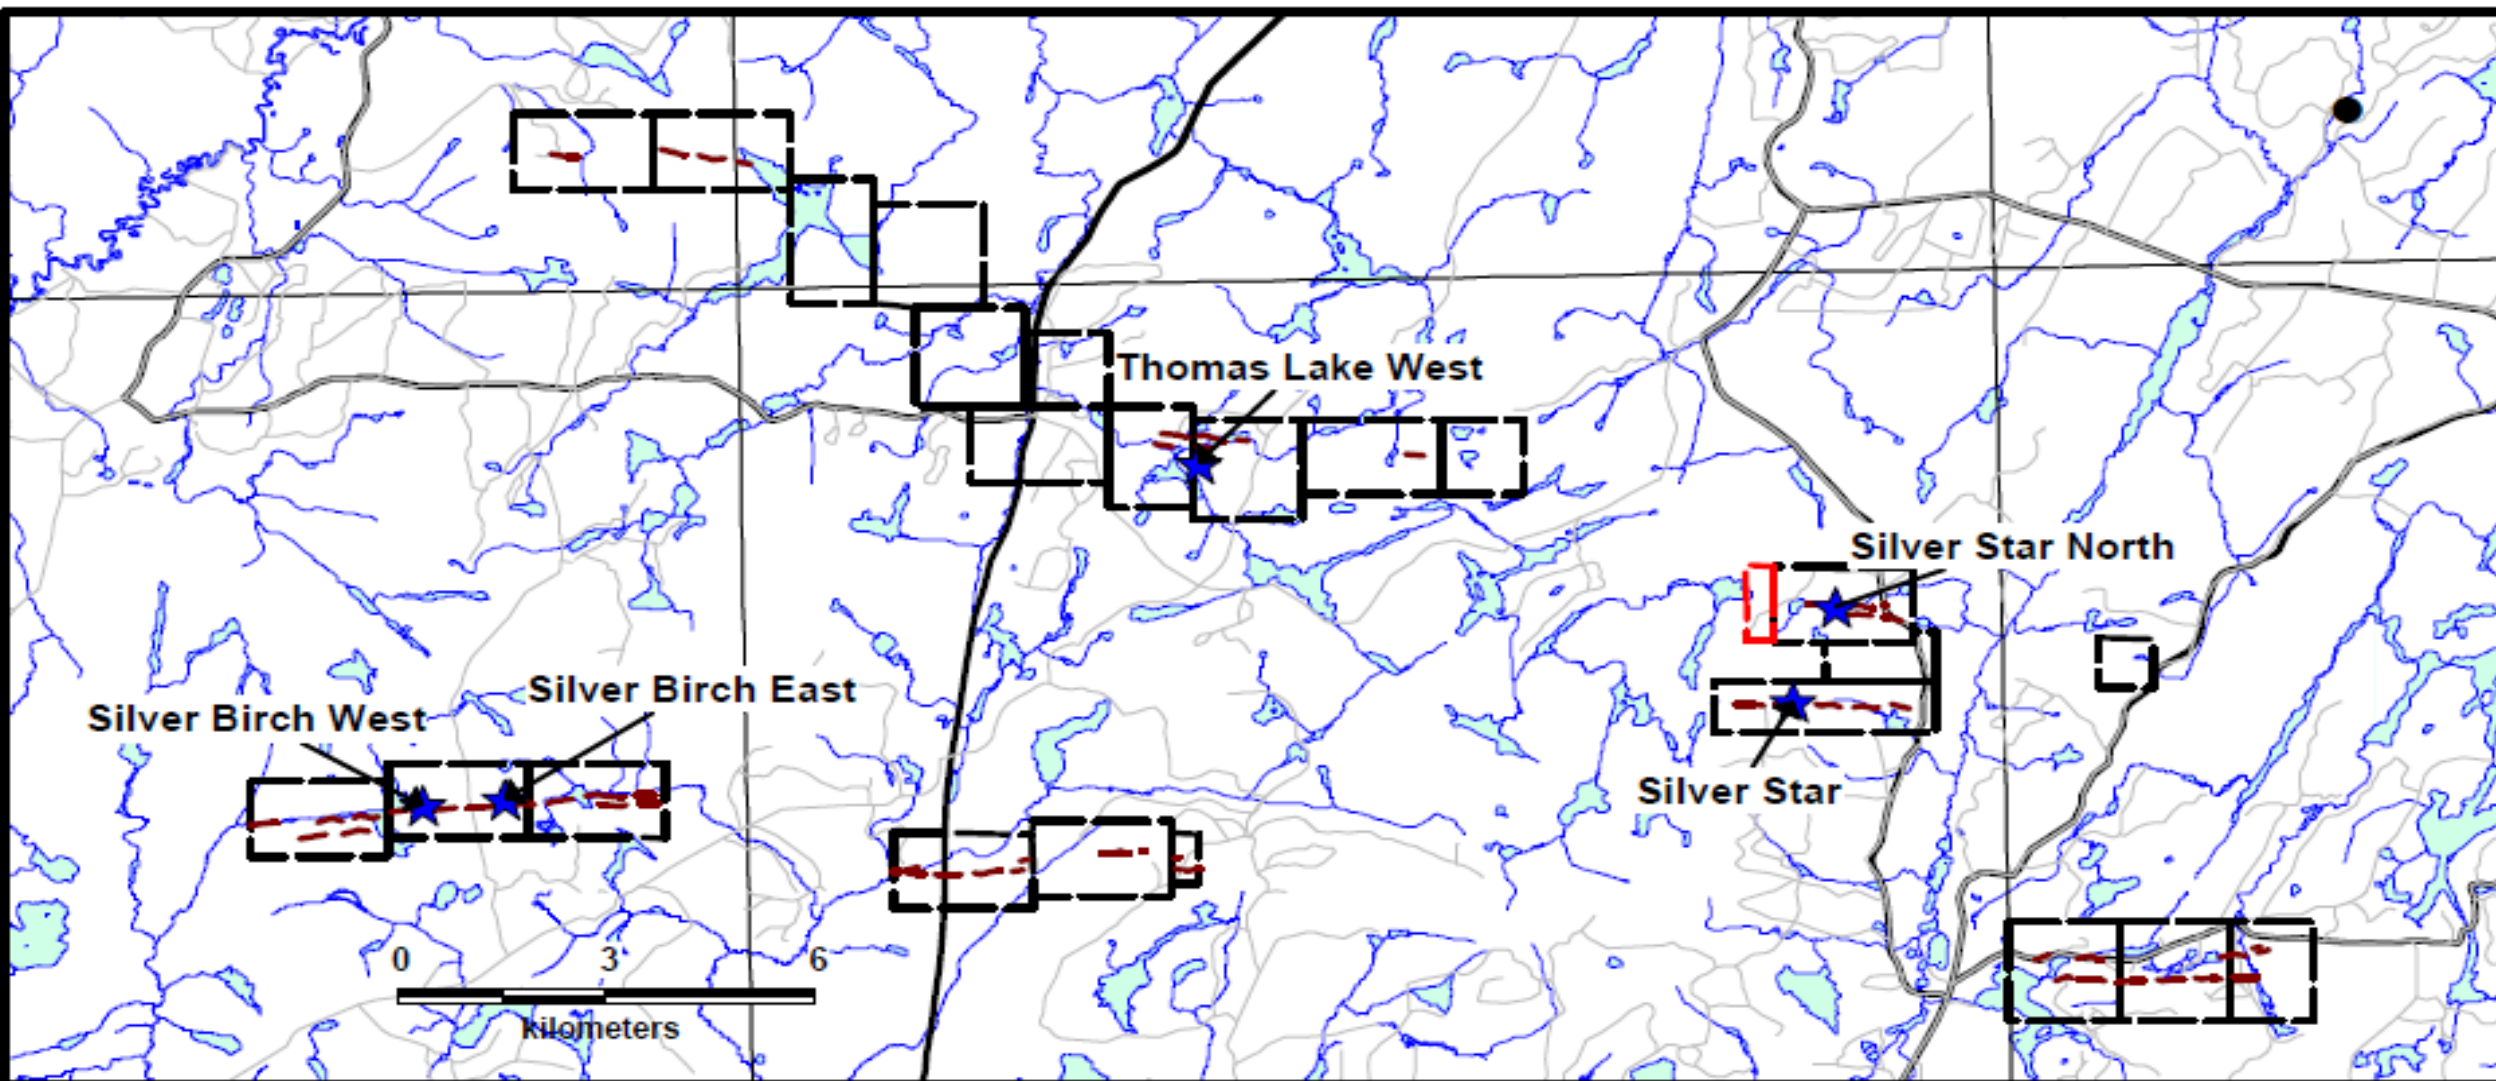 Thomas Lake West
Silver Star North
Silver Birch East
Silver Birch West
Silver Star
0 3 6
kilometers